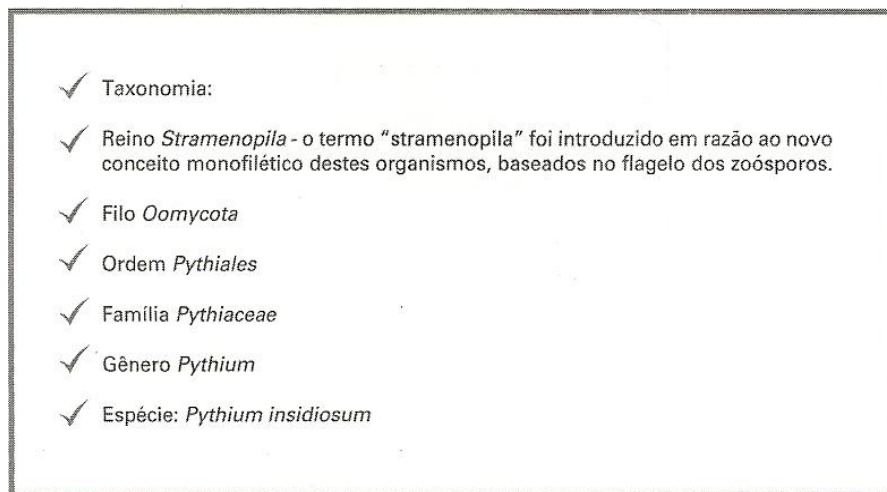 Taxonomia:
Reino Stramenopila - o termo "stramenopila" foi introduzido em razão ao novo
conceito monofilético destes organismos, baseados no flagelo dos zoósporos.
Filo Oomycota
Ordem Pythiales
Família Pythiaceae
Gênero Pythium
Espécie: Pythium insidiosum